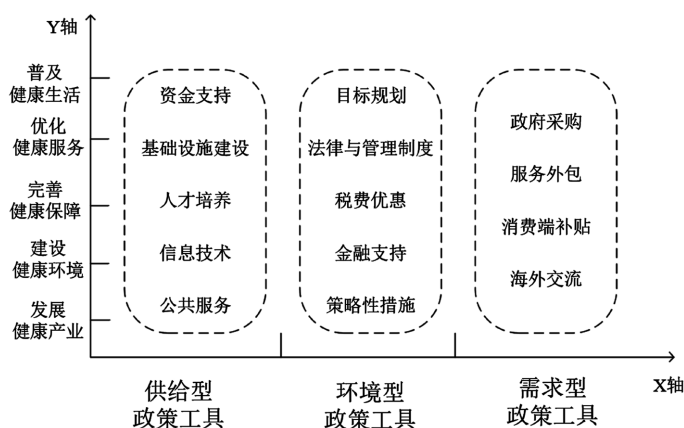 Y轴
普及
健康生活
优化
健康服务
完善
健康保障
建设
健康环境
发展
健康产业
资金支持
基础设施建设
人才培养
信息技术
公共服务
目标规划
法律与管理制度
税费优惠
金融支持
策略性措施
政府采购
服务外包
消费端补贴
海外交流
供给型
政策工具
环境型
政策工具
需求型
政策工具
X轴